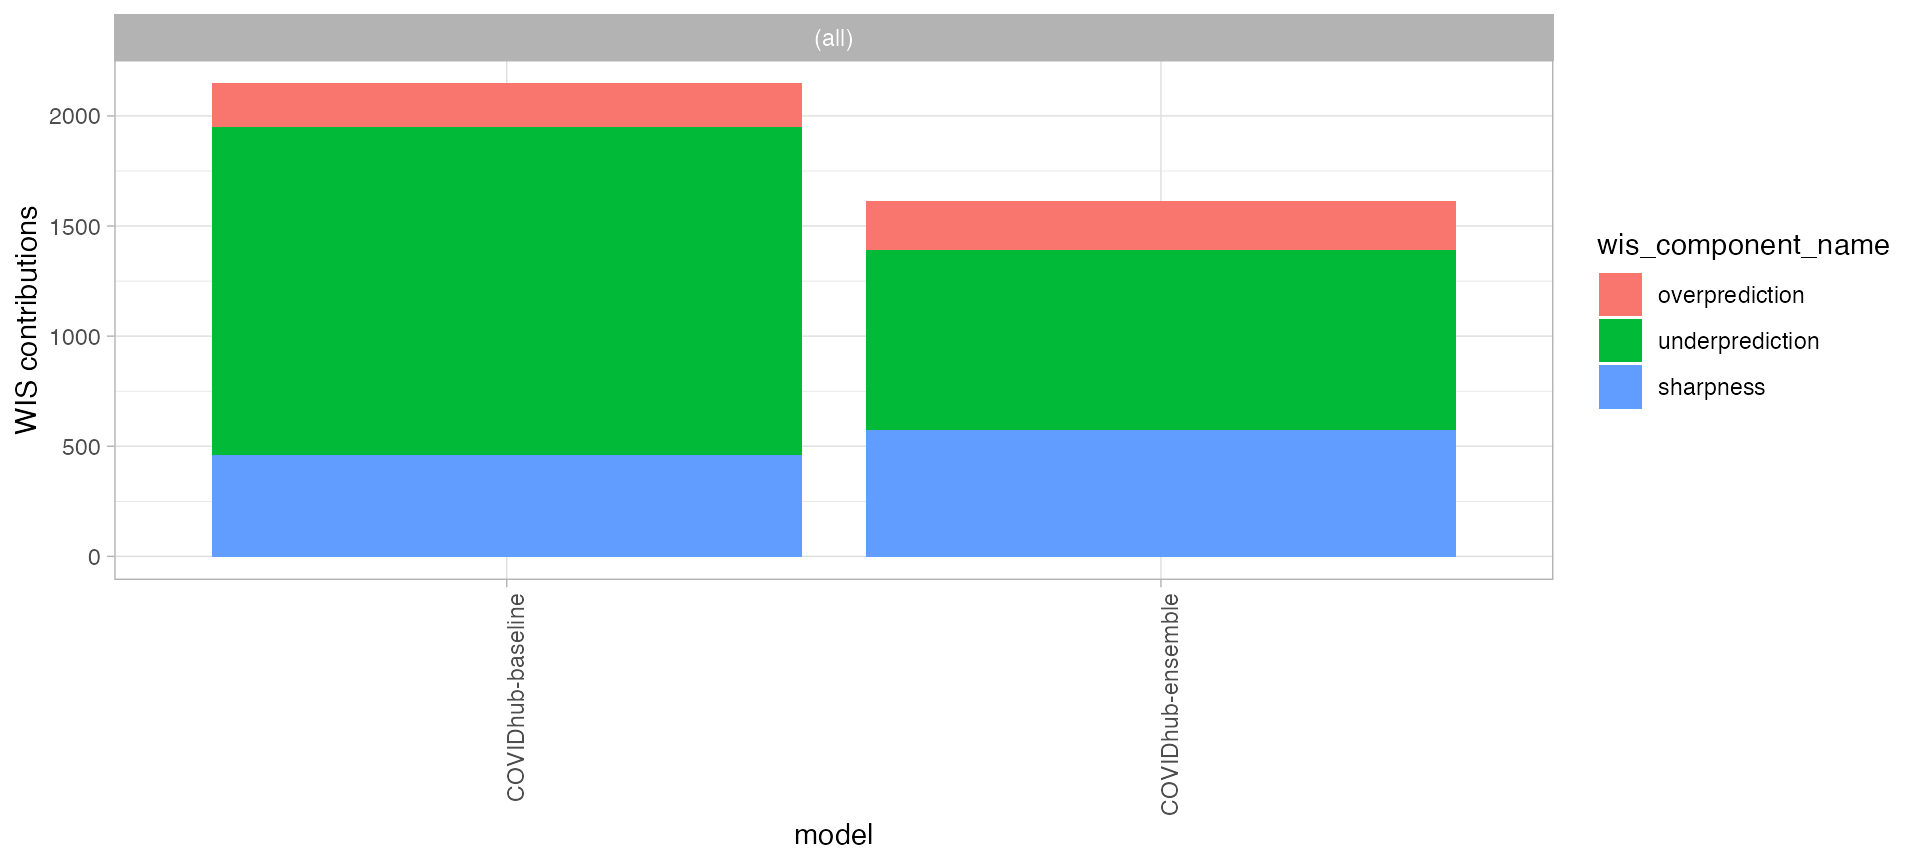 (all)
WIS contributions
2000
1500
1000
500
0
COVIDhub-baseline
COVIDhub-ensemble
model
wis_component_name
overprediction
underprediction
sharpness